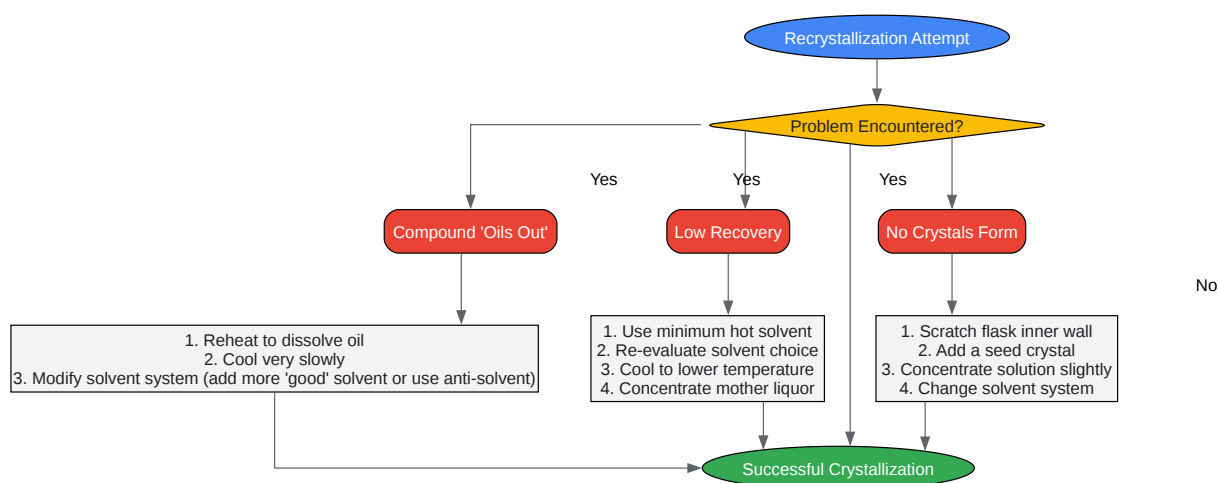 Recrystallization Attempt
Problem Encountered?
Yes
Yes
Yes
Compound 'Oils Out'
Low Recovery
No Crystals Form
No
1. Reheat to dissolve oil
2. Cool very slowly
3. Modify solvent system (add more 'good' solvent or use anti-solvent)
1. Use minimum hot solvent
2. Re-evaluate solvent choice
3. Cool to lower temperature
4. Concentrate mother liquor
1. Scratch flask inner wall
2. Add a seed crystal
3. Concentrate solution slightly
4. Change solvent system
Successful Crystallization